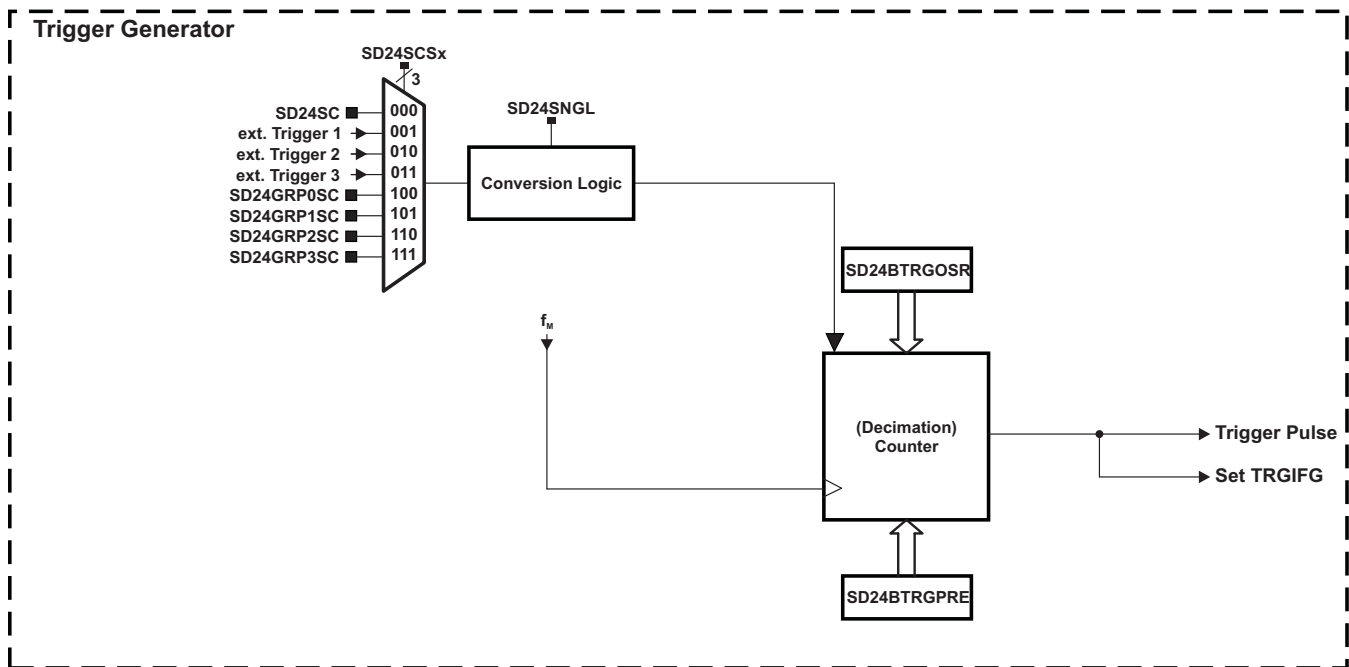 Trigger Generator
SD24SCSx
3
SD24SC
000
ext. Trigger 1
001
ext. Trigger 2
010
ext. Trigger 3
011
SD24GRP0SC
100
SD24GRP1SC
101
SD24GRP2SC
110
SD24GRP3SC
111
SD24SNGL
Conversion Logic
SD24BTRGOSR
fM
(Decimation)
Counter
Trigger Pulse
Set TRGIFG
SD24BTRGPRE